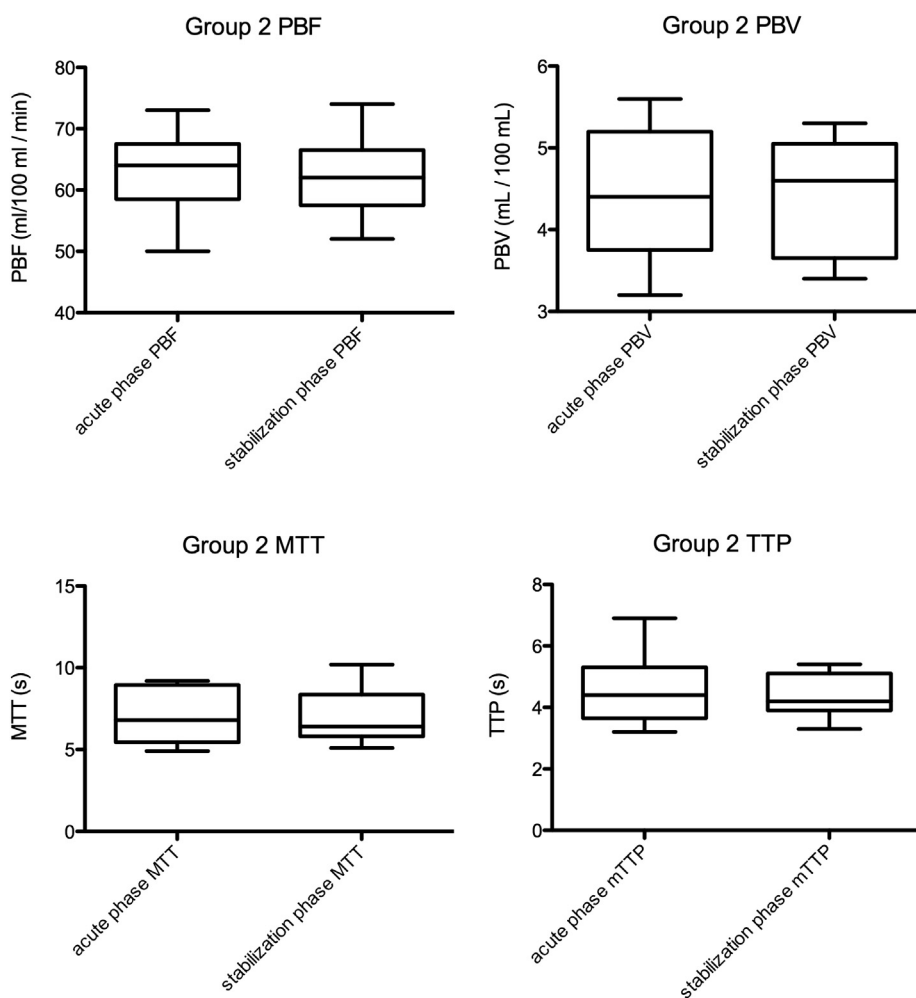 Group 2 PBF
PBF (ml/100 ml / min)
80
70
60
50
40
acute phase PBF
stabilization phase PBF
Group 2 PBV
PBV (mL / 100 mL)
6
5
4
3
acute phase PBV
stabilization phase PBV
Group 2 MTT
MTT (s)
15
10
5
0
acute phase MTT
stabilization phase MTT
Group 2 TTP
TTP (s)
8
6
4
2
0
acute phase mTTP
stabilization phase mTTP